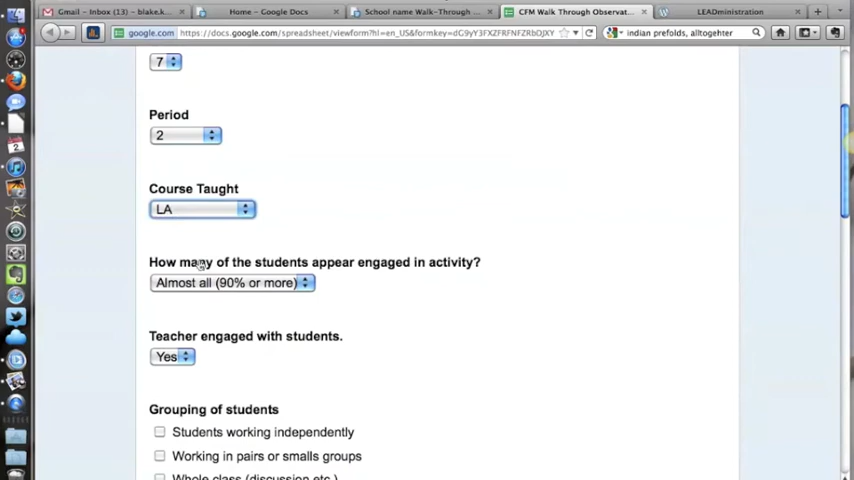 Gmail - Inbox (13) - blake.k...
Home - Google Docs
School name Walk-Through ...
CFM Walk Through Observat...
LEADministration
google.com
https://docs.google.com/spreadsheet/viewform?hl=en_US&formkey=dG9yY3FXZFRFNFZRbDJXY
indian prefolds, alltogehter
7
Period
2
Course Taught
LA
How many of the students appear engaged in activity?
Almost all (90% or more)
Teacher engaged with students.
Yes
Grouping of students
Students working independently
Working in pairs or smalls groups
Whole class (discussion etc.)